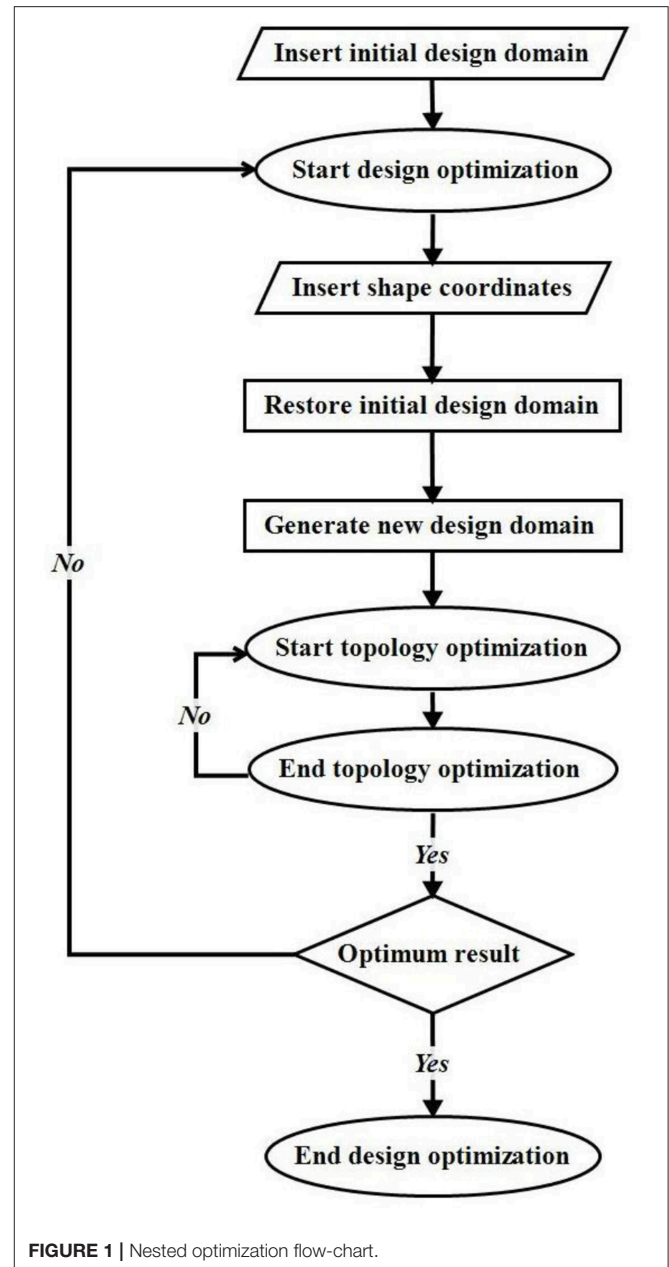 Insert initial design domain
Start design optimization
Insert shape coordinates
Restore initial design domain
Generate new design domain
No
Start topology optimization
No
End topology optimization
Yes
Optimum result
Yes
End design optimization
FIGURE 1 | Nested optimization flow-chart.